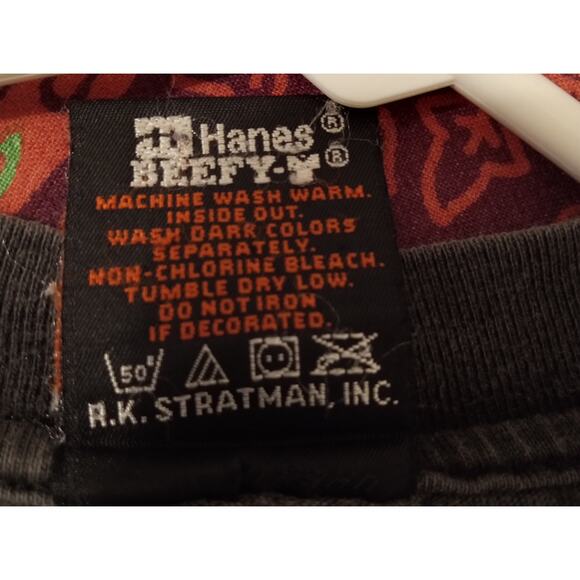 Hanes®
BEEFY-T®
MACHINE WASH WARM.
INSIDE OUT.
WASH DARK COLORS
SEPARATELY.
NON-CHLORINE BLEACH.
TUMBLE DRY LOW.
DO NOT IRON
IF DECORATED.
50°
R.K. STRATMAN, INC.